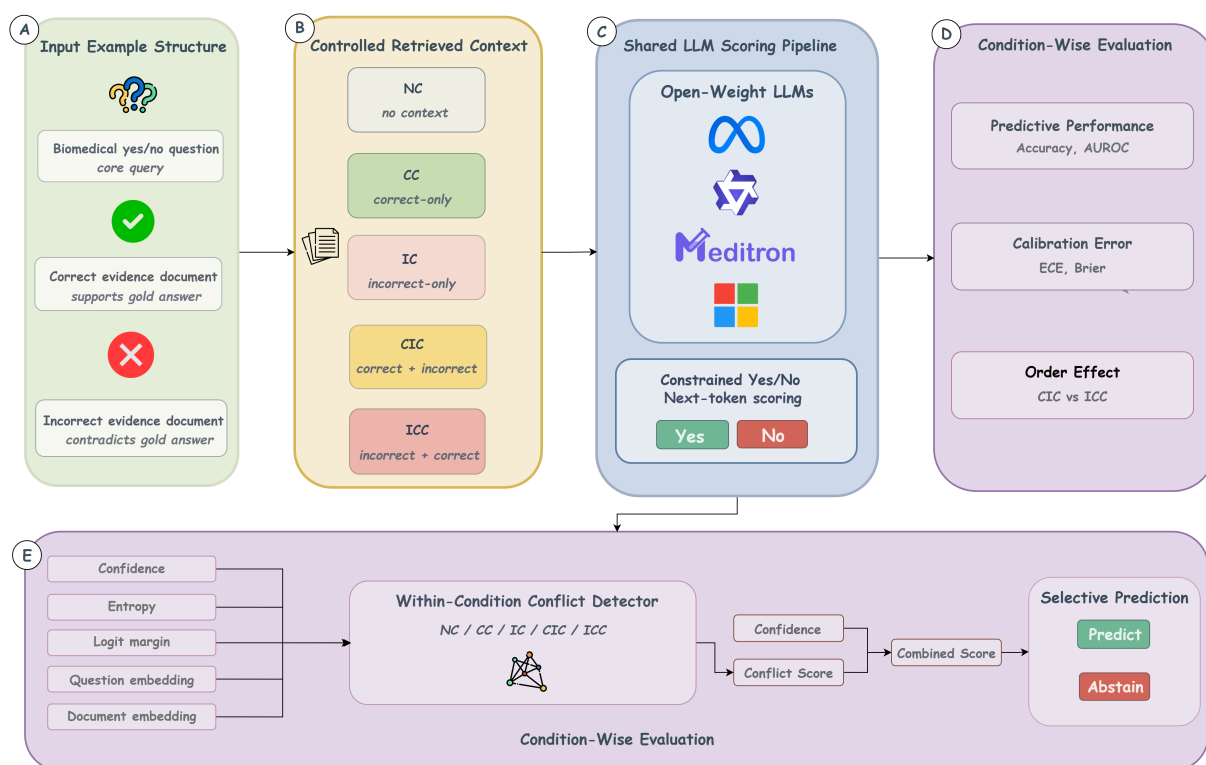 A
Input Example Structure
Biomedical yes/no question
core query
Correct evidence document
supports gold answer
Incorrect evidence document
contradicts gold answer
B
Controlled Retrieved Context
NC
no context
CC
correct-only
IC
incorrect-only
CIC
correct + incorrect
ICC
incorrect + correct
C
Shared LLM Scoring Pipeline
Open-Weight LLMs
Meditron
Constrained Yes/No
Next-token scoring
Yes
No
D
Condition-Wise Evaluation
Predictive Performance
Accuracy, AUROC
Calibration Error
ECE, Brier
Order Effect
CIC vs ICC
E
Confidence
Entropy
Logit margin
Question embedding
Document embedding
Within-Condition Conflict Detector
NC / CC / IC / CIC / ICC
Confidence
Conflict Score
Combined Score
Selective Prediction
Predict
Abstain
Condition-Wise Evaluation